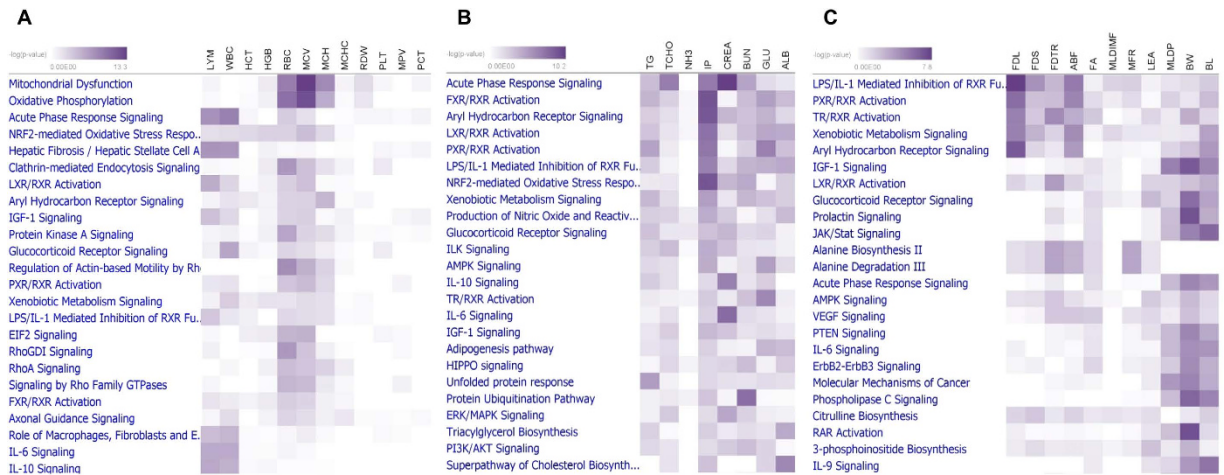 A
-log(p-value)
0.00E00 13.3
LYM
WBC
HCT
HGB
RBC
MCV
MCH
MCHC
RDW
PLT
MPV
PCT
Mitochondrial Dysfunction
Oxidative Phosphorylation
Acute Phase Response Signaling
NRF2-mediated Oxidative Stress Respo..
Hepatic Fibrosis / Hepatic Stellate Cell A
Clathrin-mediated Endocytosis Signaling
LXR/RXR Activation
Aryl Hydrocarbon Receptor Signaling
IGF-1 Signaling
Protein Kinase A Signaling
Glucocorticoid Receptor Signaling
Regulation of Actin-based Motility by Rho
PXR/RXR Activation
Xenobiotic Metabolism Signaling
LPS/IL-1 Mediated Inhibition of RXR Fu..
EIF2 Signaling
RhoGDI Signaling
RhoA Signaling
Signaling by Rho Family GTPases
FXR/RXR Activation
Axonal Guidance Signaling
Role of Macrophages, Fibroblasts and E.
IL-6 Signaling
IL-10 Signaling
B
-log(p-value)
0.00E00 10.2
TG
TCHO
NH3
IP
CREA
BUN
GLU
ALB
Acute Phase Response Signaling
FXR/RXR Activation
Aryl Hydrocarbon Receptor Signaling
LXR/RXR Activation
PXR/RXR Activation
LPS/IL-1 Mediated Inhibition of RXR Fu..
NRF2-mediated Oxidative Stress Respo..
Xenobiotic Metabolism Signaling
Production of Nitric Oxide and Reactiv...
Glucocorticoid Receptor Signaling
ILK Signaling
AMPK Signaling
IL-10 Signaling
TR/RXR Activation
IL-6 Signaling
IGF-1 Signaling
Adipogenesis pathway
HIPPO signaling
Unfolded protein response
Protein Ubiquitination Pathway
ERK/MAPK Signaling
Triacylglycerol Biosynthesis
PI3K/AKT Signaling
Superpathway of Cholesterol Biosynth...
C
-log(p-value)
0.00E00 7.6
FDL
FDS
FDTR
ABF
FA
MLDIMF
MFR
LEA
MLDP
BW
BL
LPS/IL-1 Mediated Inhibition of RXR Fu..
PXR/RXR Activation
TR/RXR Activation
Xenobiotic Metabolism Signaling
Aryl Hydrocarbon Receptor Signaling
IGF-1 Signaling
LXR/RXR Activation
Glucocorticoid Receptor Signaling
Prolactin Signaling
JAK/Stat Signaling
Alanine Biosynthesis II
Alanine Degradation III
Acute Phase Response Signaling
AMPK Signaling
VEGF Signaling
PTEN Signaling
IL-6 Signaling
ErbB2-ErbB3 Signaling
Molecular Mechanisms of Cancer
Phospholipase C Signaling
Citrulline Biosynthesis
RAR Activation
3-phosphoinositide Biosynthesis
IL-9 Signaling